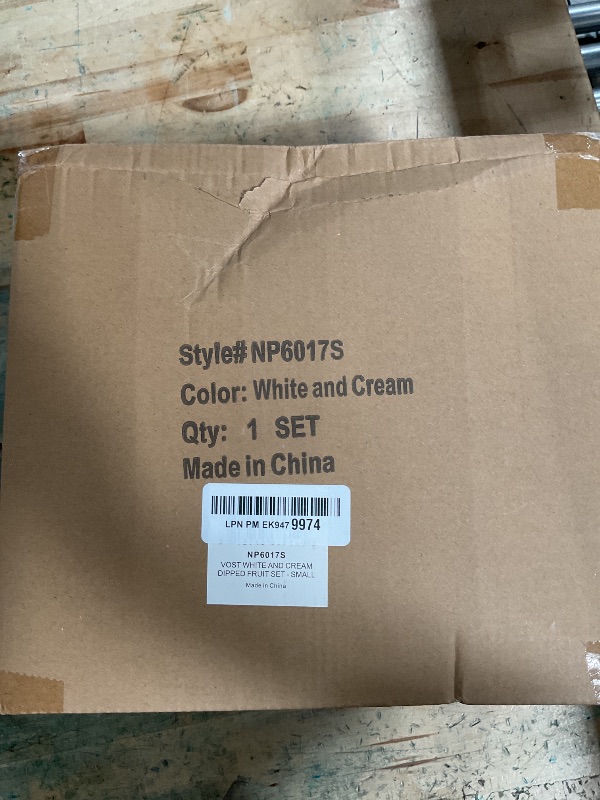 Style# NP6017S
Color: White and Cream
Qty: 1 SET
Made in China
LPN PM EK947 9974
NP6017S
VOST WHITE AND CREAM
DIPPED FRUIT SET - SMALL
Made in China